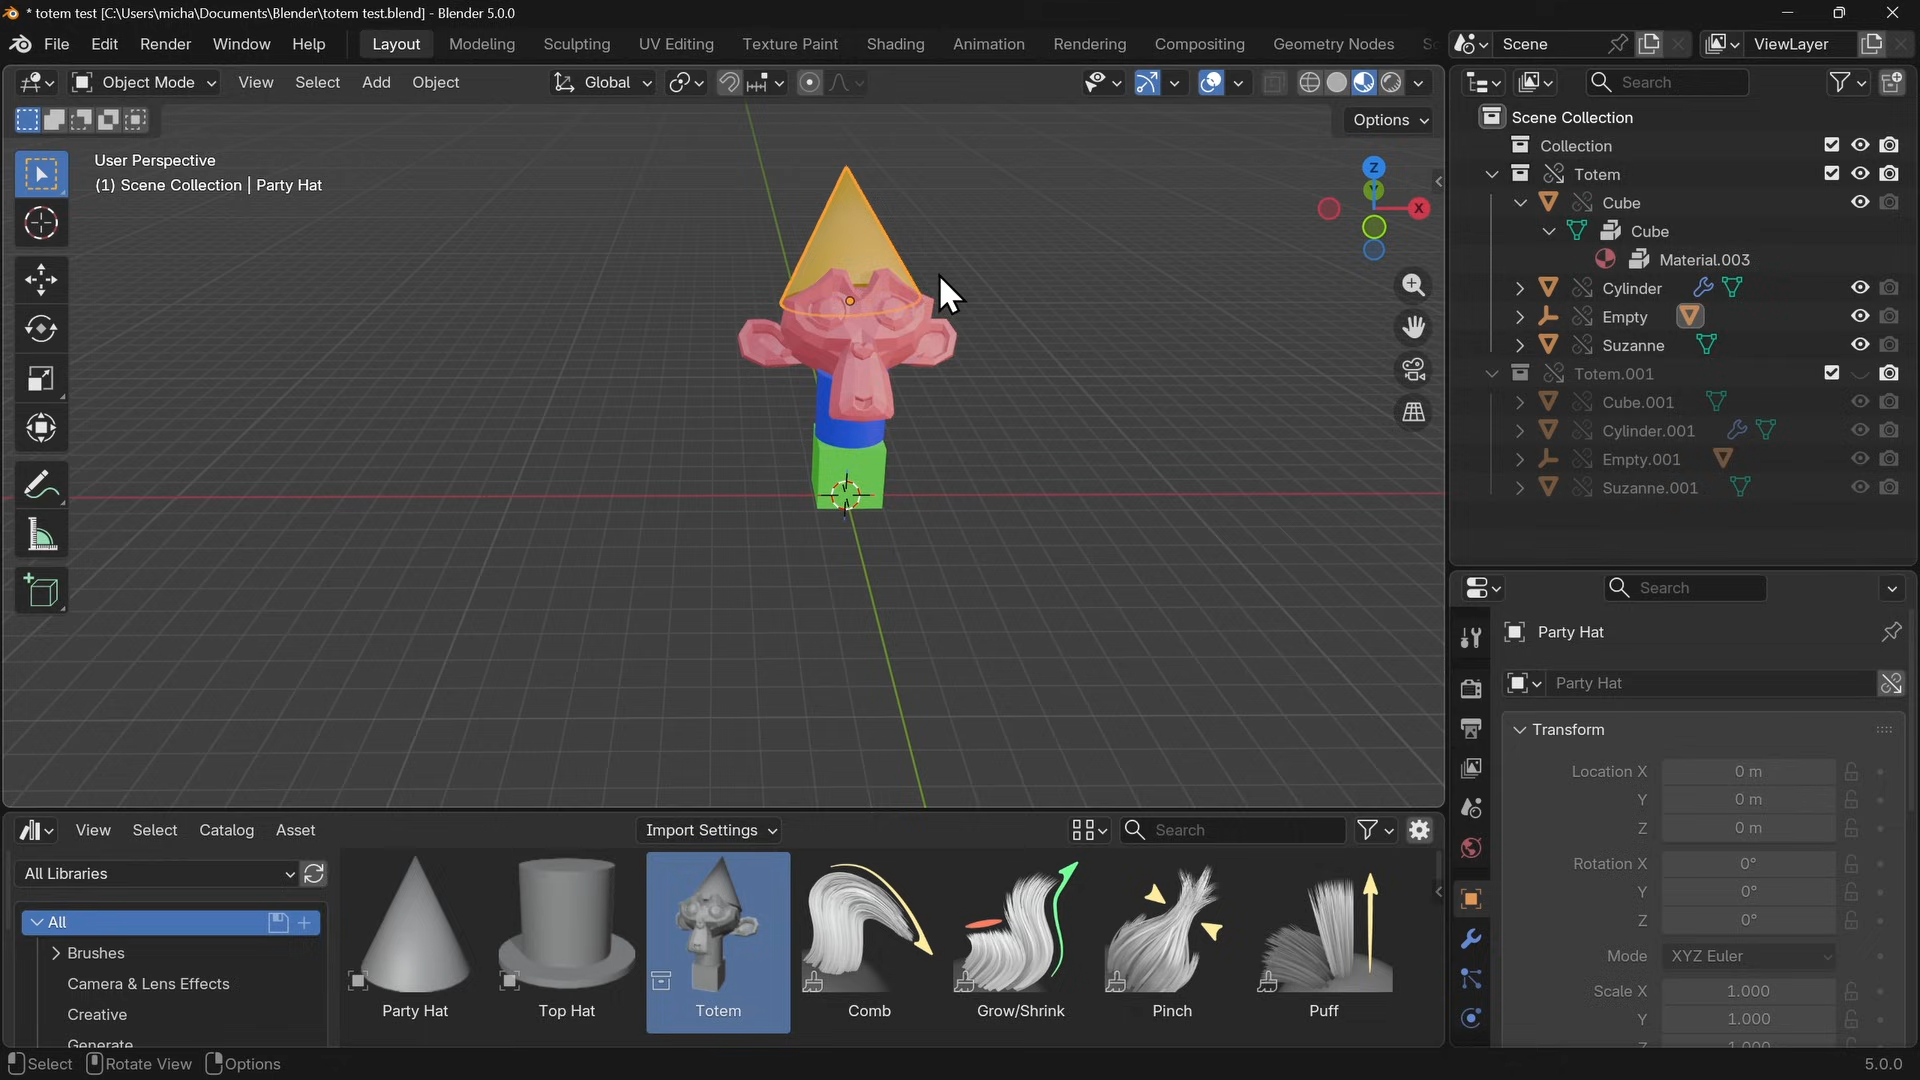 * totem test [C:\Users\micha\Documents\Blender\totem test.blend] - Blender 5.0.0
File Edit Render Window Help Layout Modeling Sculpting UV Editing Texture Paint Shading Animation Rendering Compositing Geometry Nodes Sc Scene ViewLayer
Object Mode View Select Add Object Global Search
Options
User Perspective
(1) Scene Collection | Party Hat
Z
X
Scene Collection
Collection
Totem
Cube
Cube
Material.003
Cylinder
Empty
Suzanne
Totem.001
Cube.001
Cylinder.001
Empty.001
Suzanne.001
Search
Party Hat
Party Hat
Transform
Location X 0 m
Y 0 m
Z 0 m
Rotation X 0°
Y 0°
Z 0°
Mode XYZ Euler
Scale X 1.000
Y 1.000
Z 1.000
View Select Catalog Asset Import Settings Search
All Libraries
All
Brushes
Camera & Lens Effects
Creative
Generate
Party Hat Top Hat Totem Comb Grow/Shrink Pinch Puff
Select Rotate View Options 5.0.0